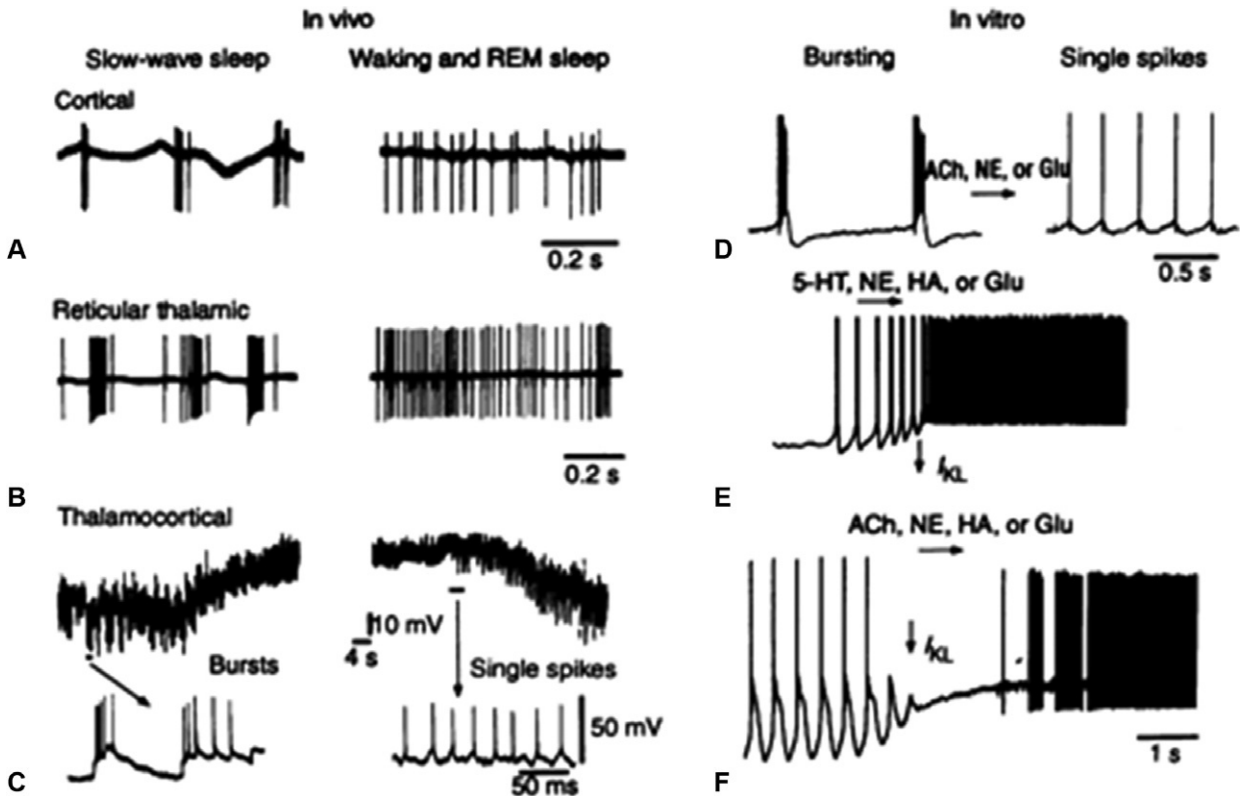 In vivo
Slow-wave sleep
Waking and REM sleep
Cortical
A
0.2 s
Reticular thalamic
B
0.2 s
Thalamocortical
10 mV
4 s
Bursts
Single spikes
50 mV
C
50 ms
In vitro
Bursting
Single spikes
ACh, NE, or Glu
D
0.5 s
5-HT, NE, HA, or Glu
E
IKL
ACh, NE, HA, or Glu
IKL
F
1 s